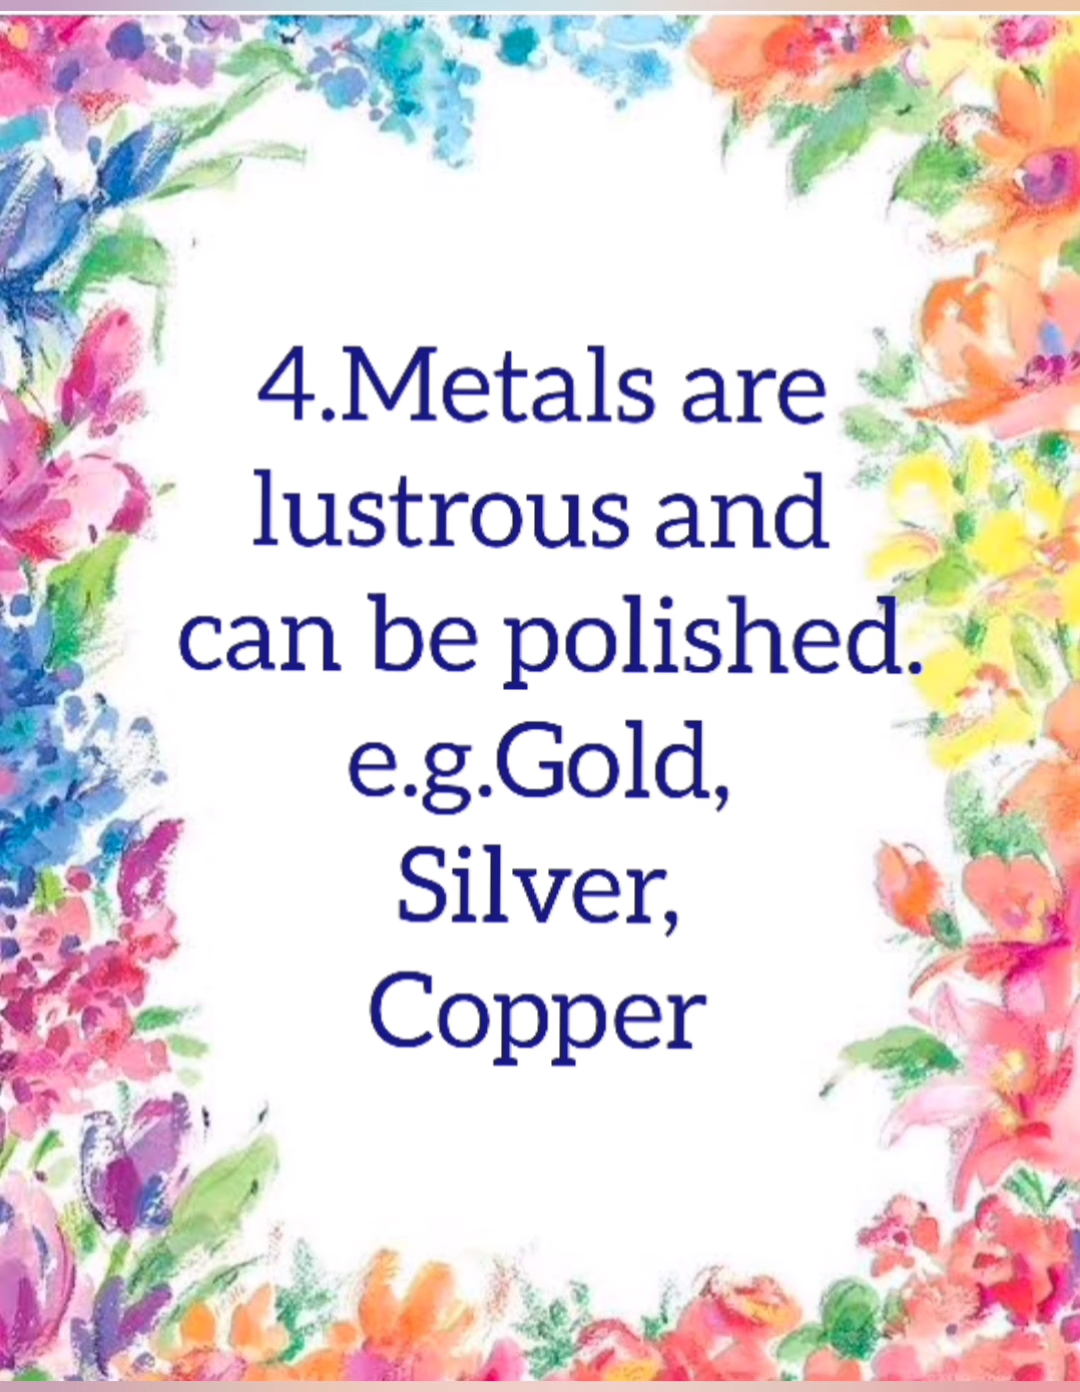 4.Metals are
lustrous and
can be polished.
e.g.Gold,
Silver,
Copper